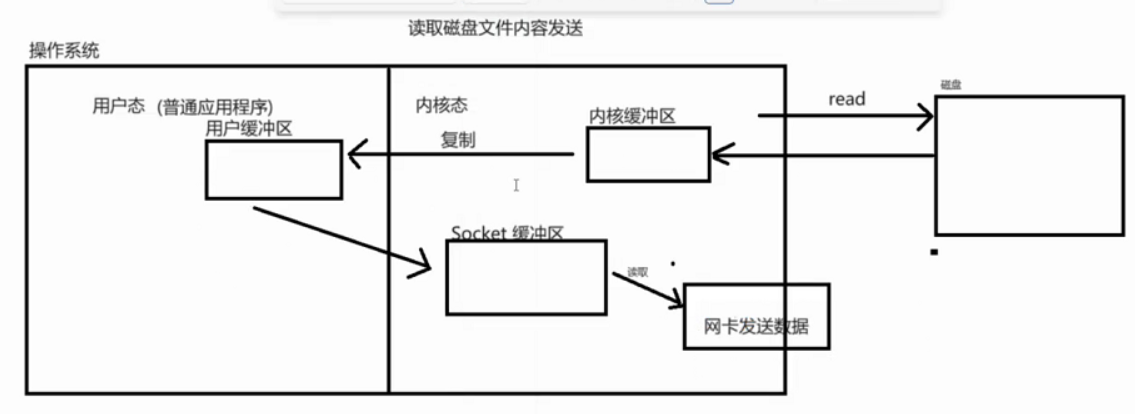 读取磁盘文件内容发送
操作系统
磁盘
用户态 (普通应用程序)
内核态
read
内核缓冲区
用户缓冲区
复制
Socket 缓冲区
读取
网卡发送数据